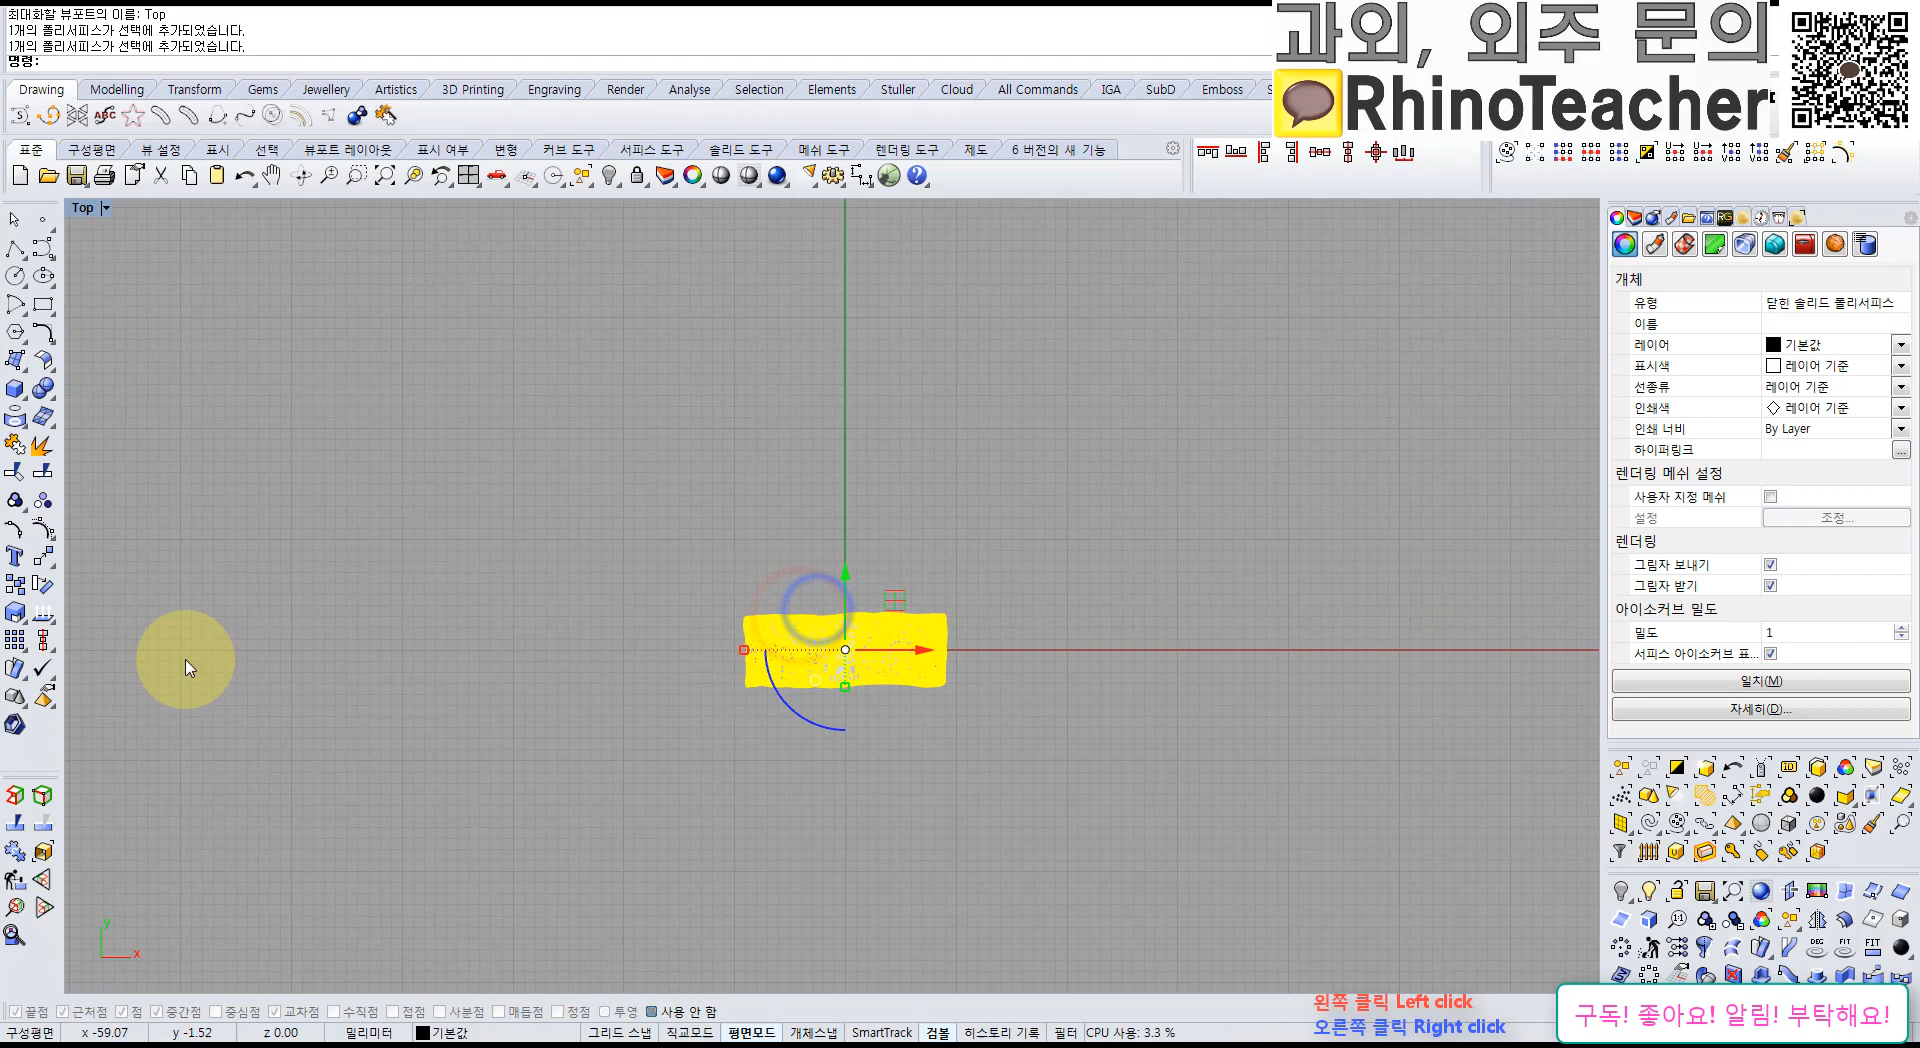 최대화할 뷰포트의 이름: Top
1개의 폴리서피스가 선택에 추가되었습니다.
1개의 폴리서피스가 선택에 추가되었습니다.
명령:
과외, 외주 문의
RhinoTeacher
Drawing Modelling Transform Gems Jewellery Artistics 3D Printing Engraving Render Analyse Selection Elements Stuller Cloud All Commands IGA SubD Emboss
표준 구성평면 뷰 설정 표시 선택 뷰포트 레이아웃 표시 여부 변형 커브 도구 서피스 도구 솔리드 도구 메쉬 도구 렌더링 도구 제도 6 버전의 새 기능
Top
개체
유형 닫힌 솔리드 폴리서피스
이름
레이어 기본값
표시색 레이어 기준
선종류 레이어 기준
인쇄색 레이어 기준
인쇄 너비 By Layer
하이퍼링크 ...
렌더링 메쉬 설정
사용자 지정 메쉬
설정 조정...
렌더링
그림자 보내기
그림자 받기
아이소커브 밀도
밀도 1
서피스 아이소커브 표...
일치(M)
자세히(D)...
y
x
끝점 근처점 점 중간점 중심점 교차점 수직점 접점 사분점 매듭점 정점 투영 사용 안 함
왼쪽 클릭 Left click
오른쪽 클릭 Right click
구독! 좋아요! 알림! 부탁해요!
구성평면 x -59.07 y -1.52 z 0.00 밀리미터 기본값 그리드 스냅 직교모드 평면모드 개체스냅 SmartTrack 검볼 히스토리 기록 필터 CPU 사용: 3.3 %